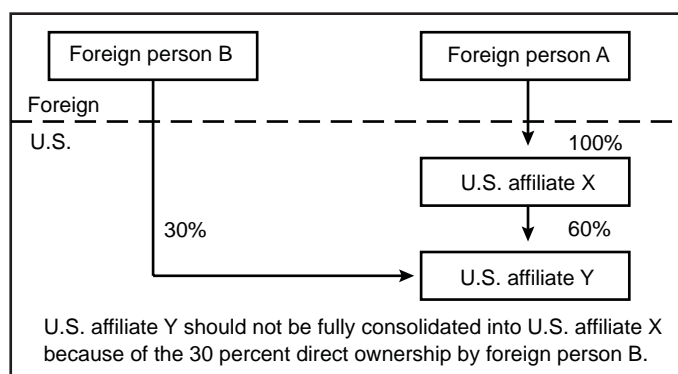 Foreign person B
Foreign person A
Foreign
U.S.
100%
U.S. affiliate X
30%
60%
U.S. affiliate Y
U.S. affiliate Y should not be fully consolidated into U.S. affiliate X
because of the 30 percent direct ownership by foreign person B.